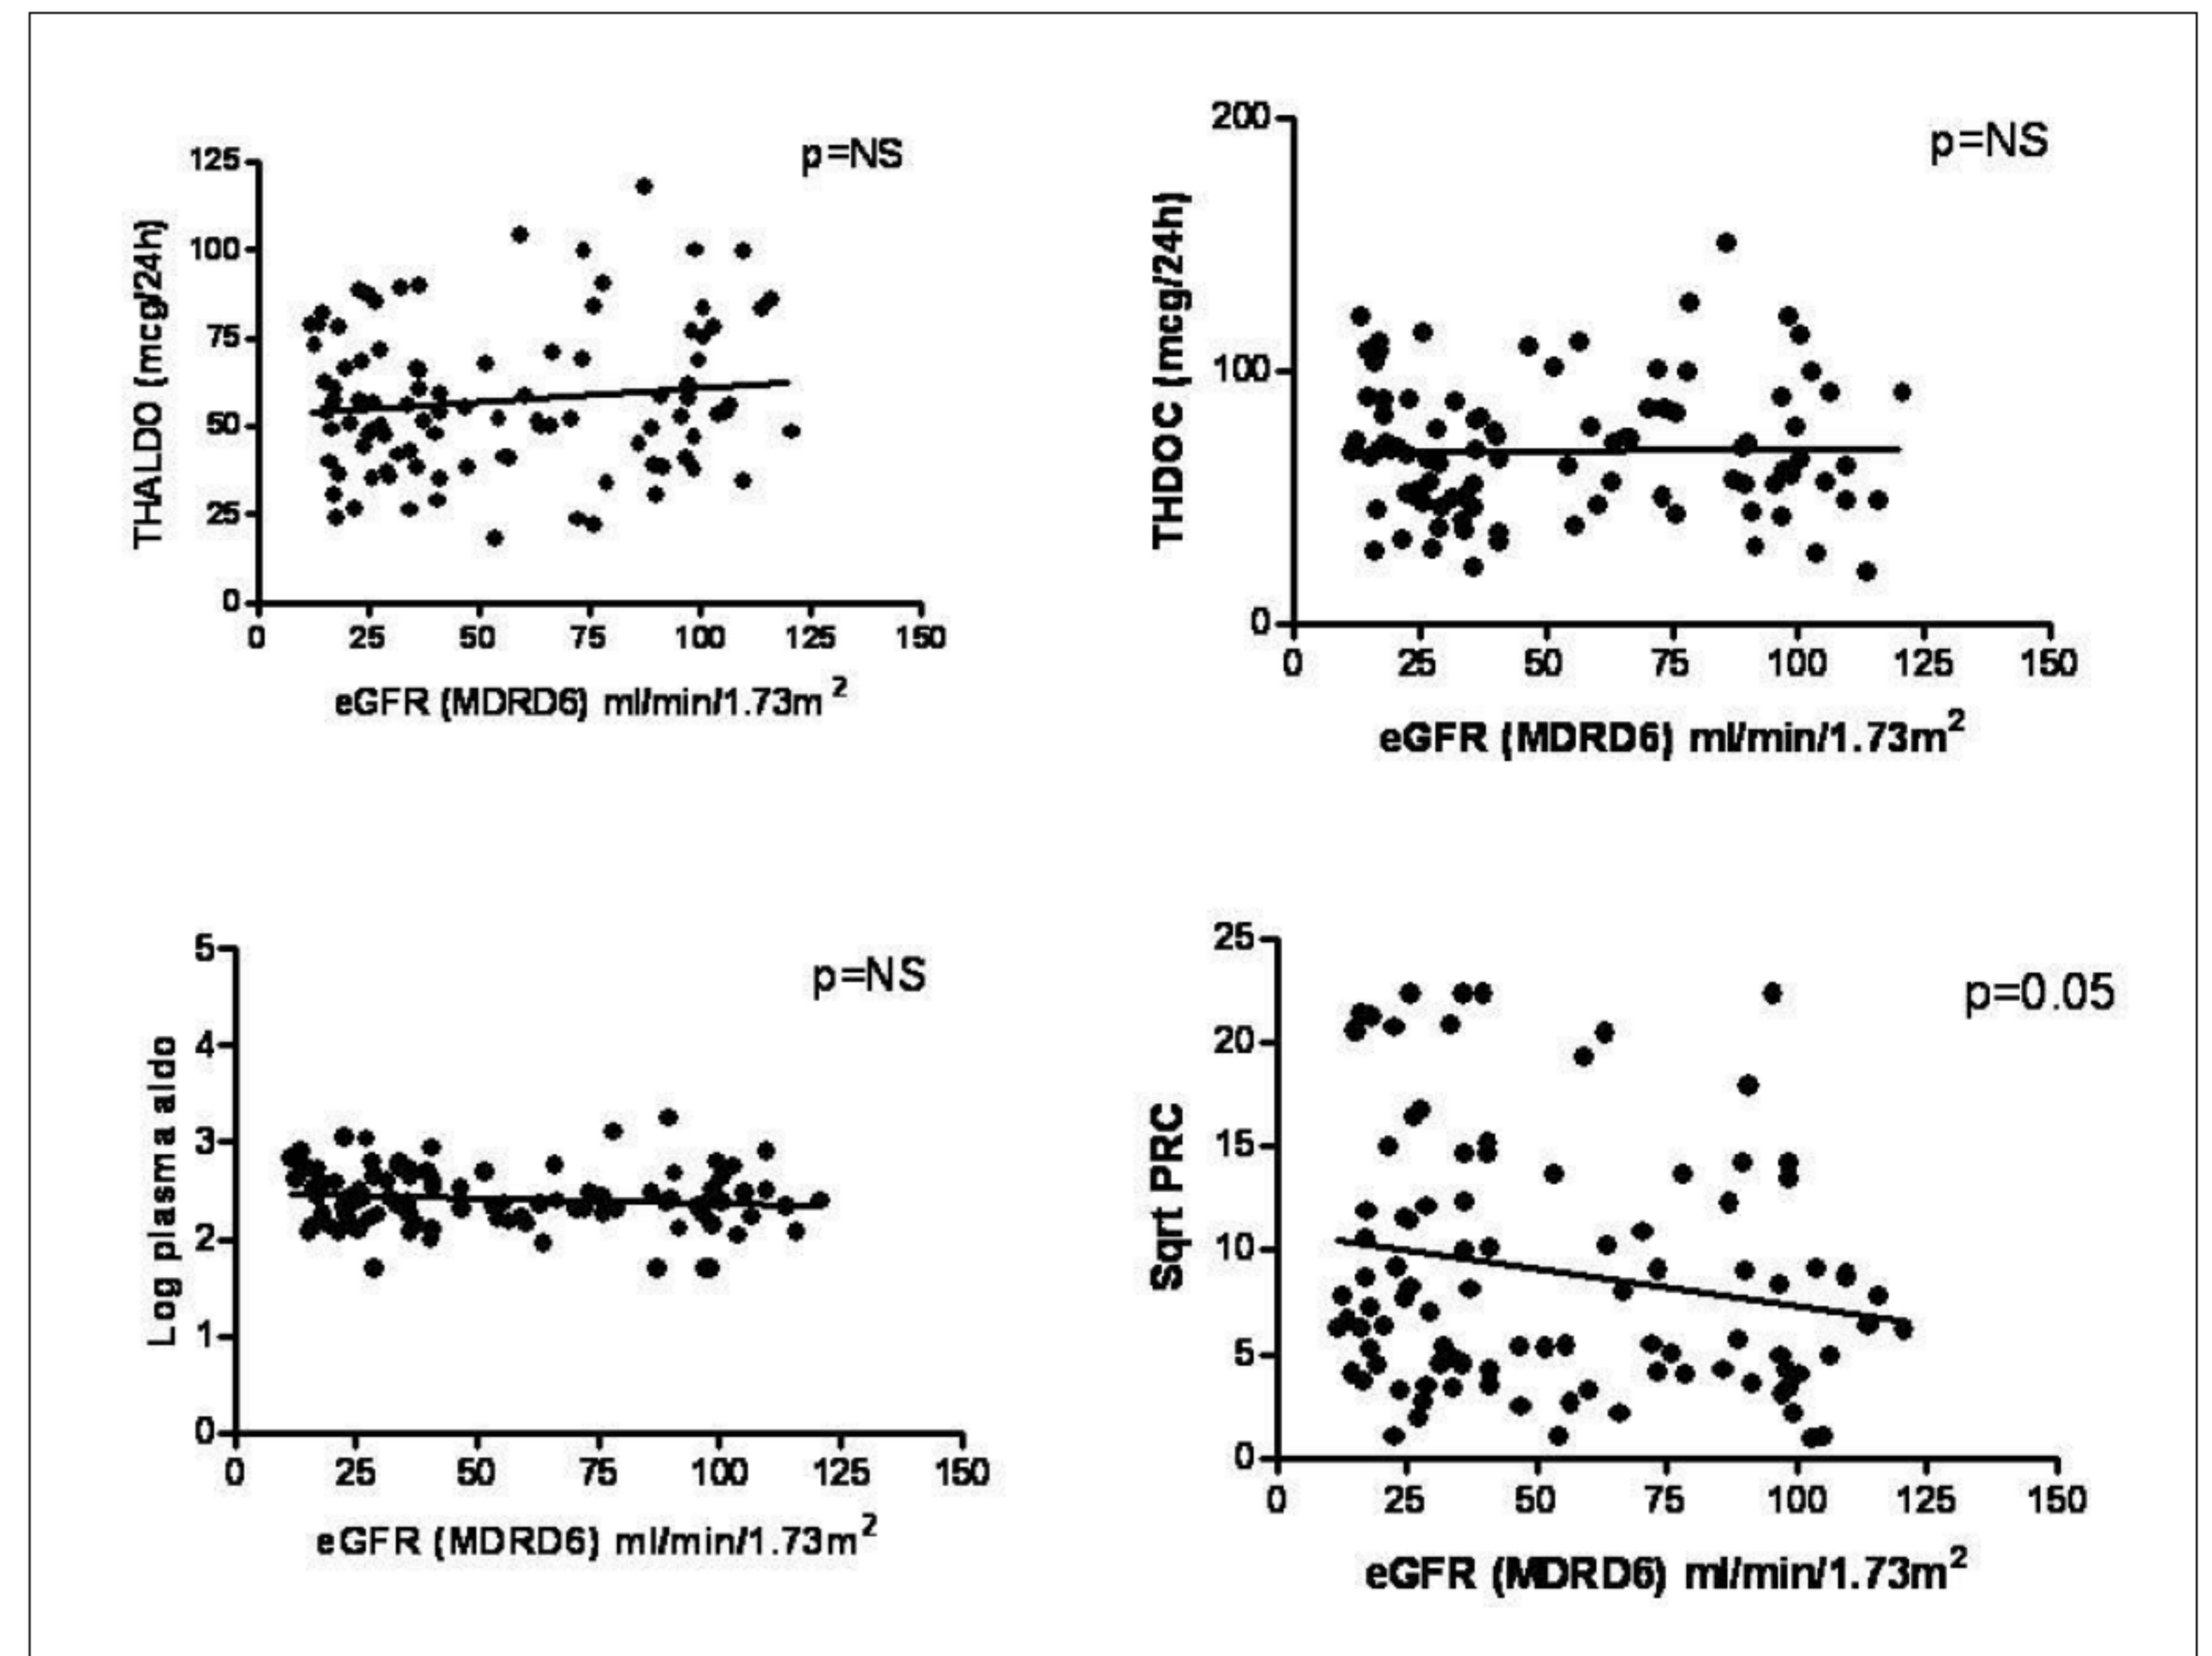 p=NS
THALDO (mcg/24h)
125
100
75
50
25
0
0 25 50 75 100 125 150
eGFR (MDRD6) ml/min/1.73m 2
p=NS
THDOC (mcg/24h)
200
100
0
0 25 50 75 100 125 150
eGFR (MDRD6) ml/min/1.73m2
p=NS
Log plasma aldo
5
4
3
2
1
0
0 25 50 75 100 125 150
eGFR (MDRD6) ml/min/1.73m2
p=0.05
Sqrt PRC
25
20
15
10
5
0
0 25 50 75 100 125 150
eGFR (MDRD6) ml/min/1.73m2